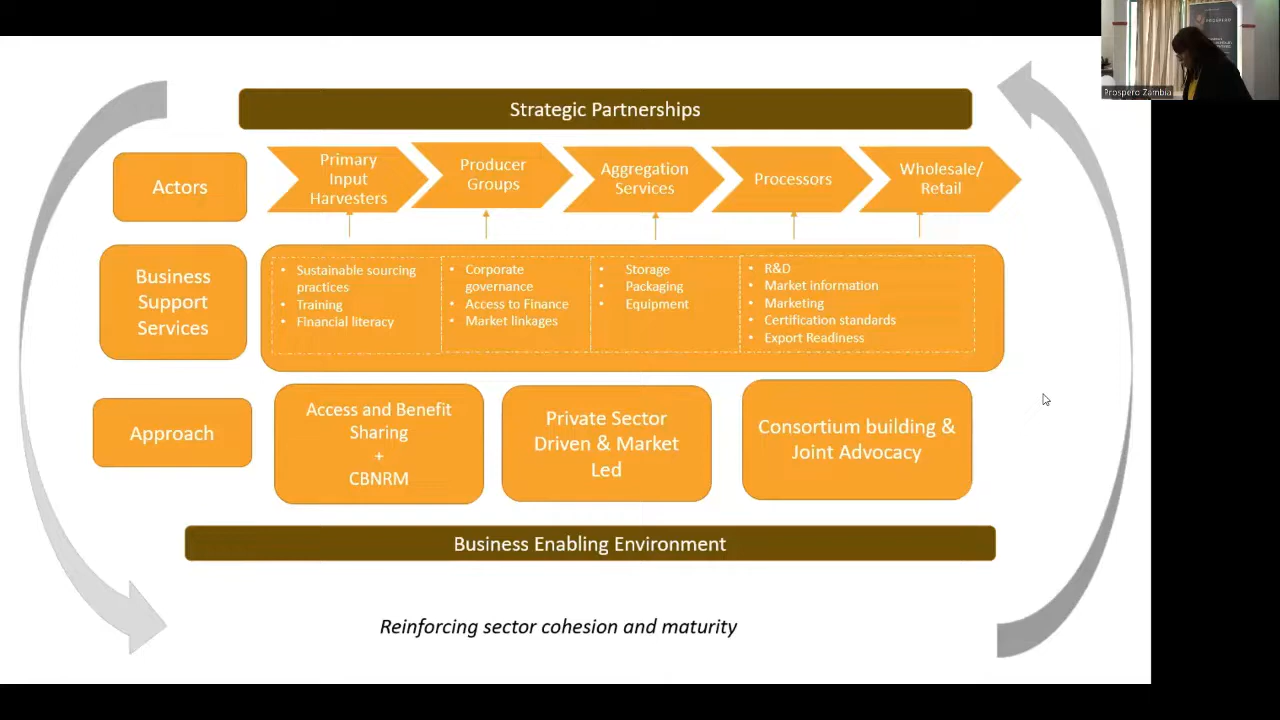 Prospero Zambia
Strategic Partnerships
Actors
Primary
Input
Harvesters
Producer
Groups
Aggregation
Services
Processors
Wholesale/
Retail
Business
Support
Services
• Sustainable sourcing
practices
• Training
• Financial literacy
• Corporate
governance
• Access to Finance
• Market linkages
• Storage
• Packaging
• Equipment
• R&D
• Market information
• Marketing
• Certification standards
• Export Readiness
Approach
Access and Benefit
Sharing
+
CBNRM
Private Sector
Driven & Market
Led
Consortium building &
Joint Advocacy
Business Enabling Environment
Reinforcing sector cohesion and maturity